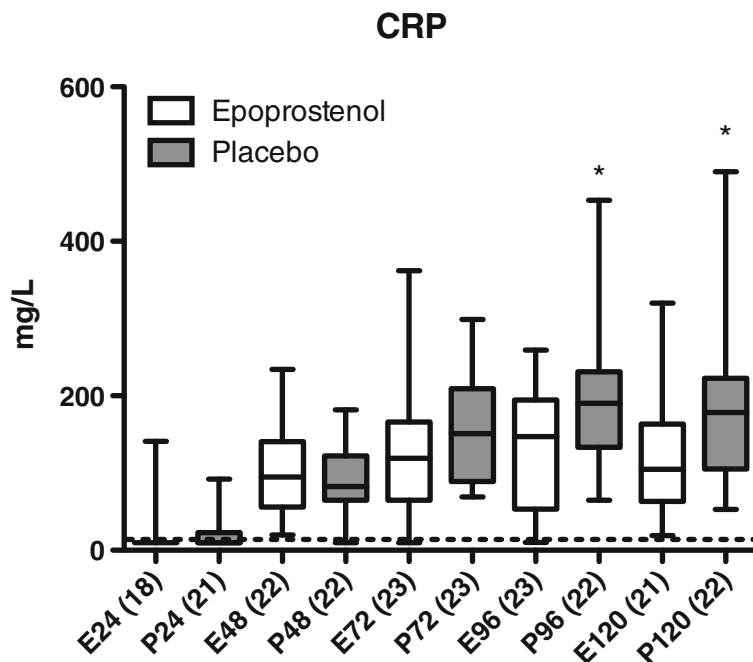 CRP
600
400
200
0
mg/L
Epoprostenol
Placebo
*
*
E24 (18)
P24 (21)
E48 (22)
P48 (22)
E72 (23)
P72 (23)
E96 (23)
P96 (22)
E120 (21)
P120 (22)